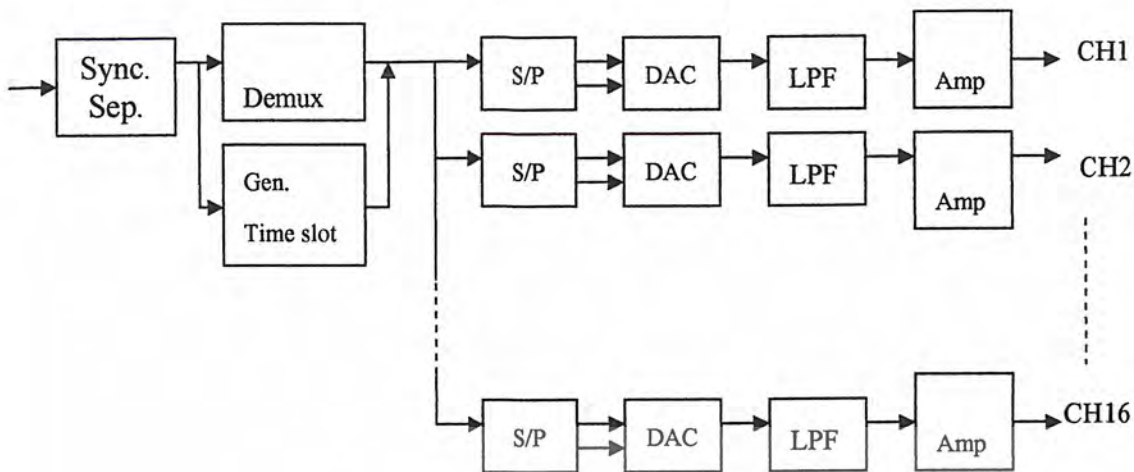 Sync.
Sep.
Demux
Gen.
Time slot
S/P
DAC
LPF
Amp
CH1
S/P
DAC
LPF
Amp
CH2
S/P
DAC
LPF
Amp
CH16